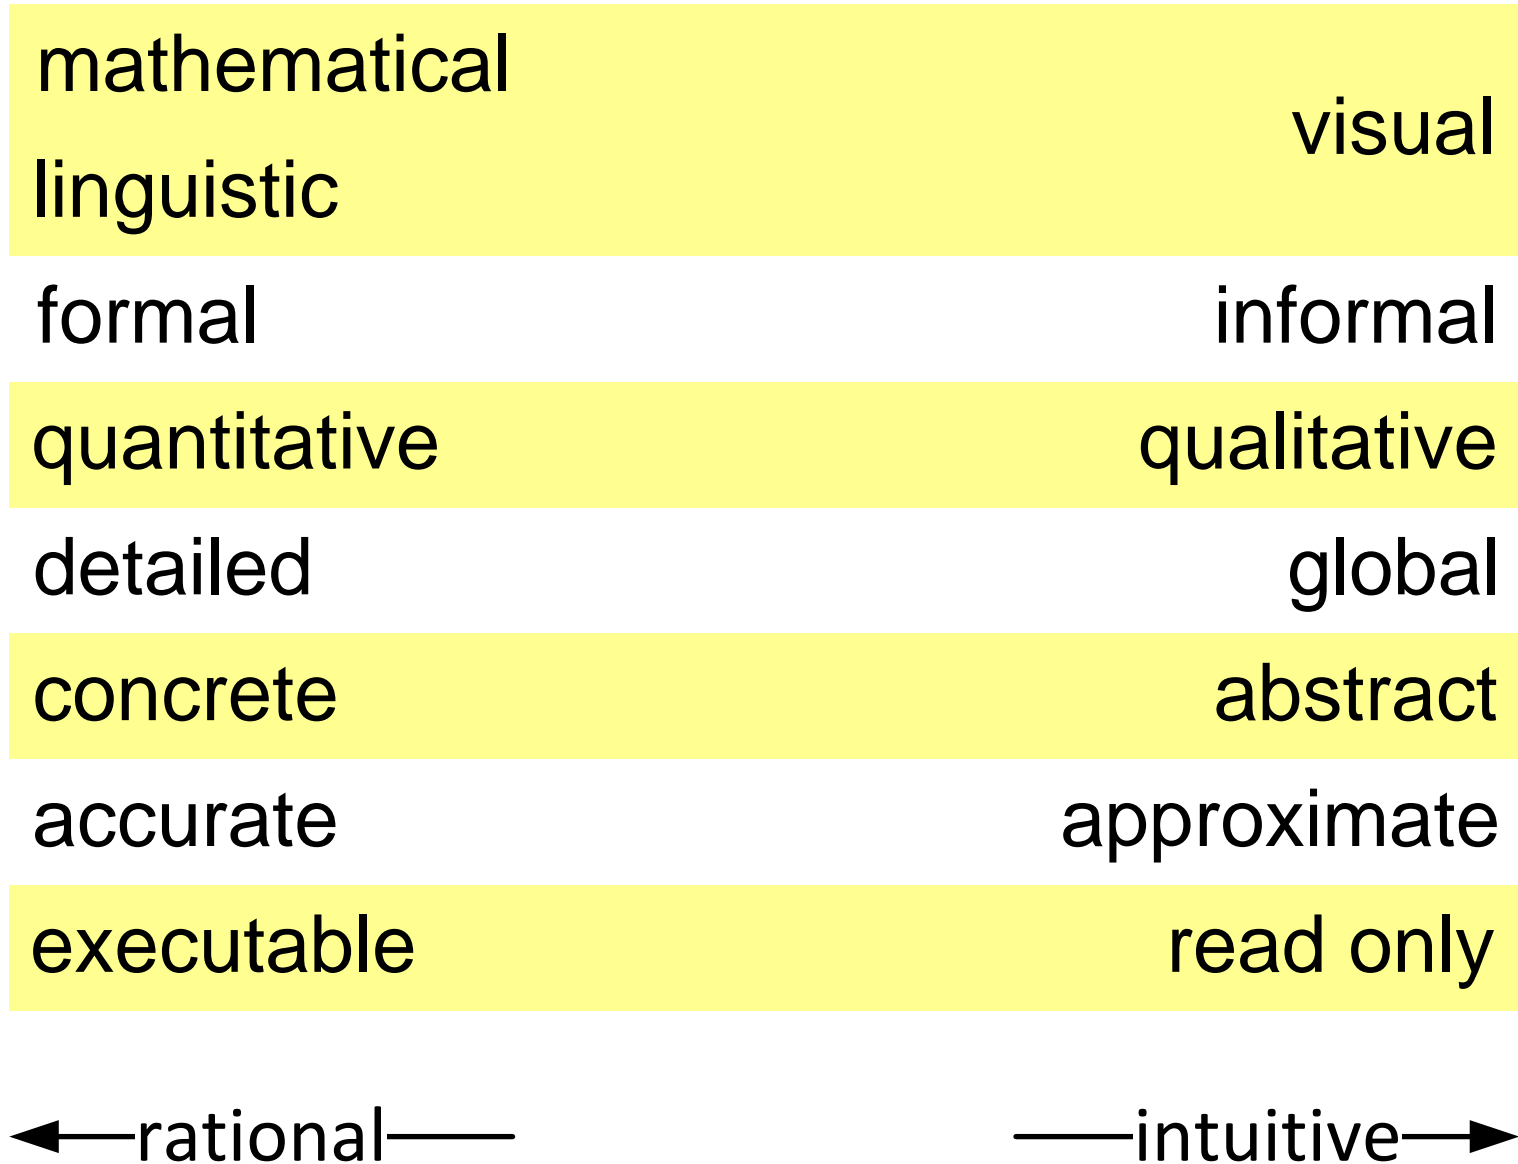 mathematical
visual
linguistic
formal informal
quantitative qualitative
detailed global
concrete abstract
accurate approximate
executable read only
rational intuitive